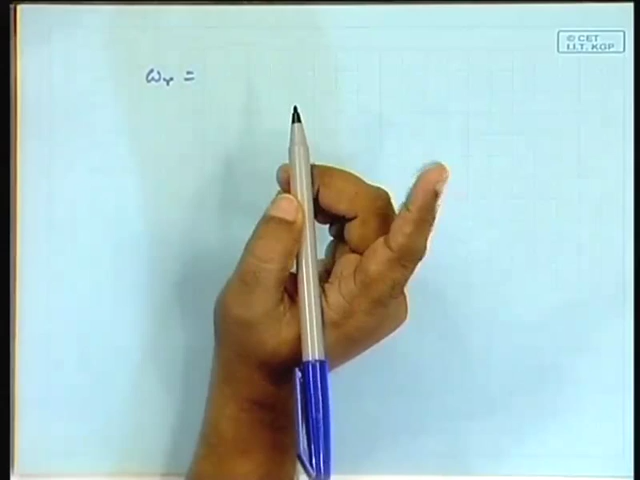 © CET
I.I.T. KGP
ωr =